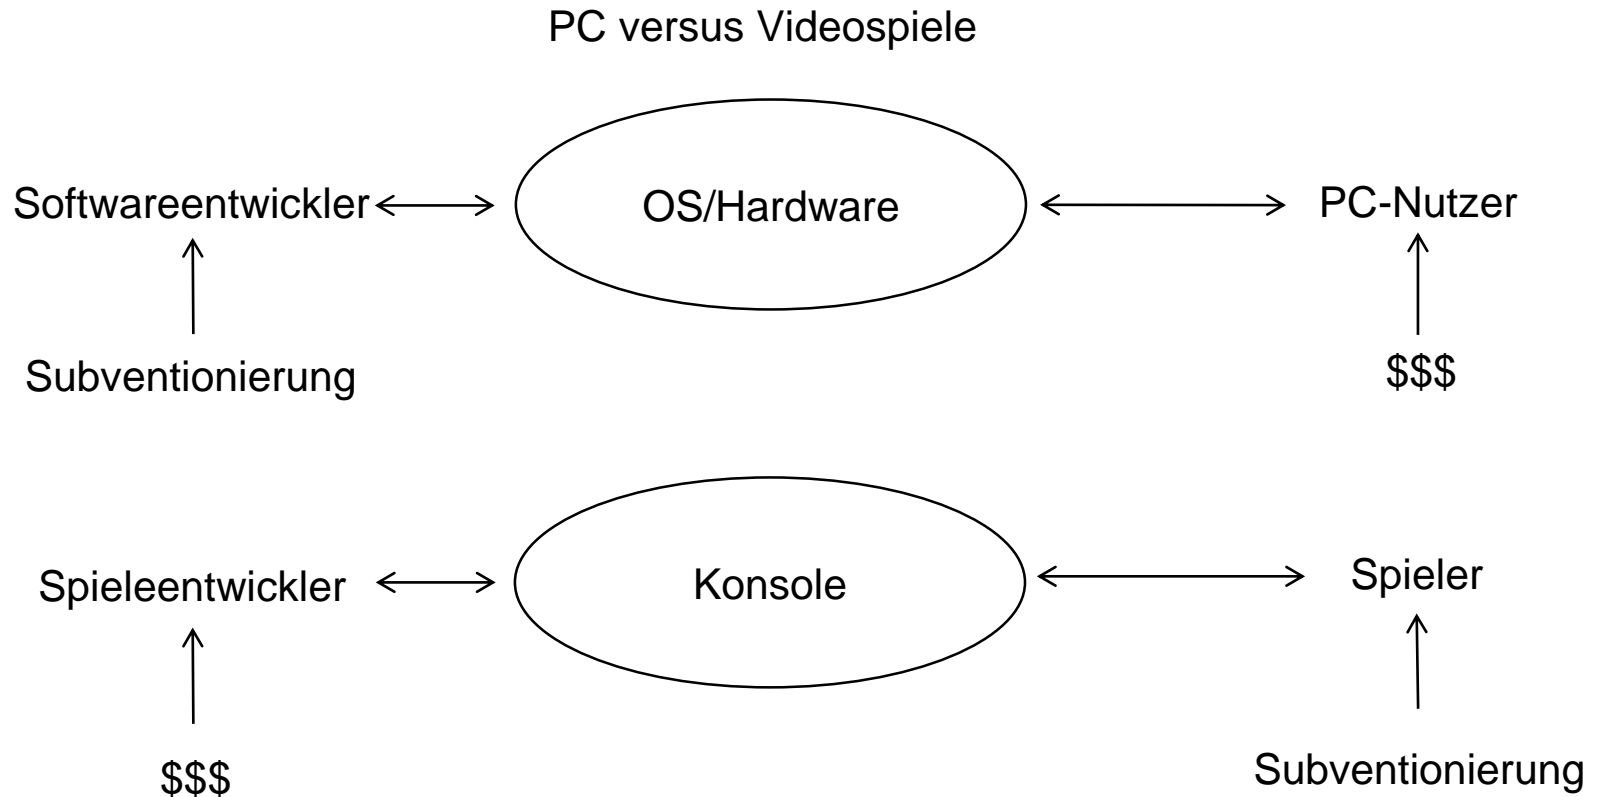 PC versus Videospiele
Softwareentwickler
OS/Hardware
PC-Nutzer
Subventionierung
$$$
Spieleentwickler
Konsole
Spieler
$$$
Subventionierung